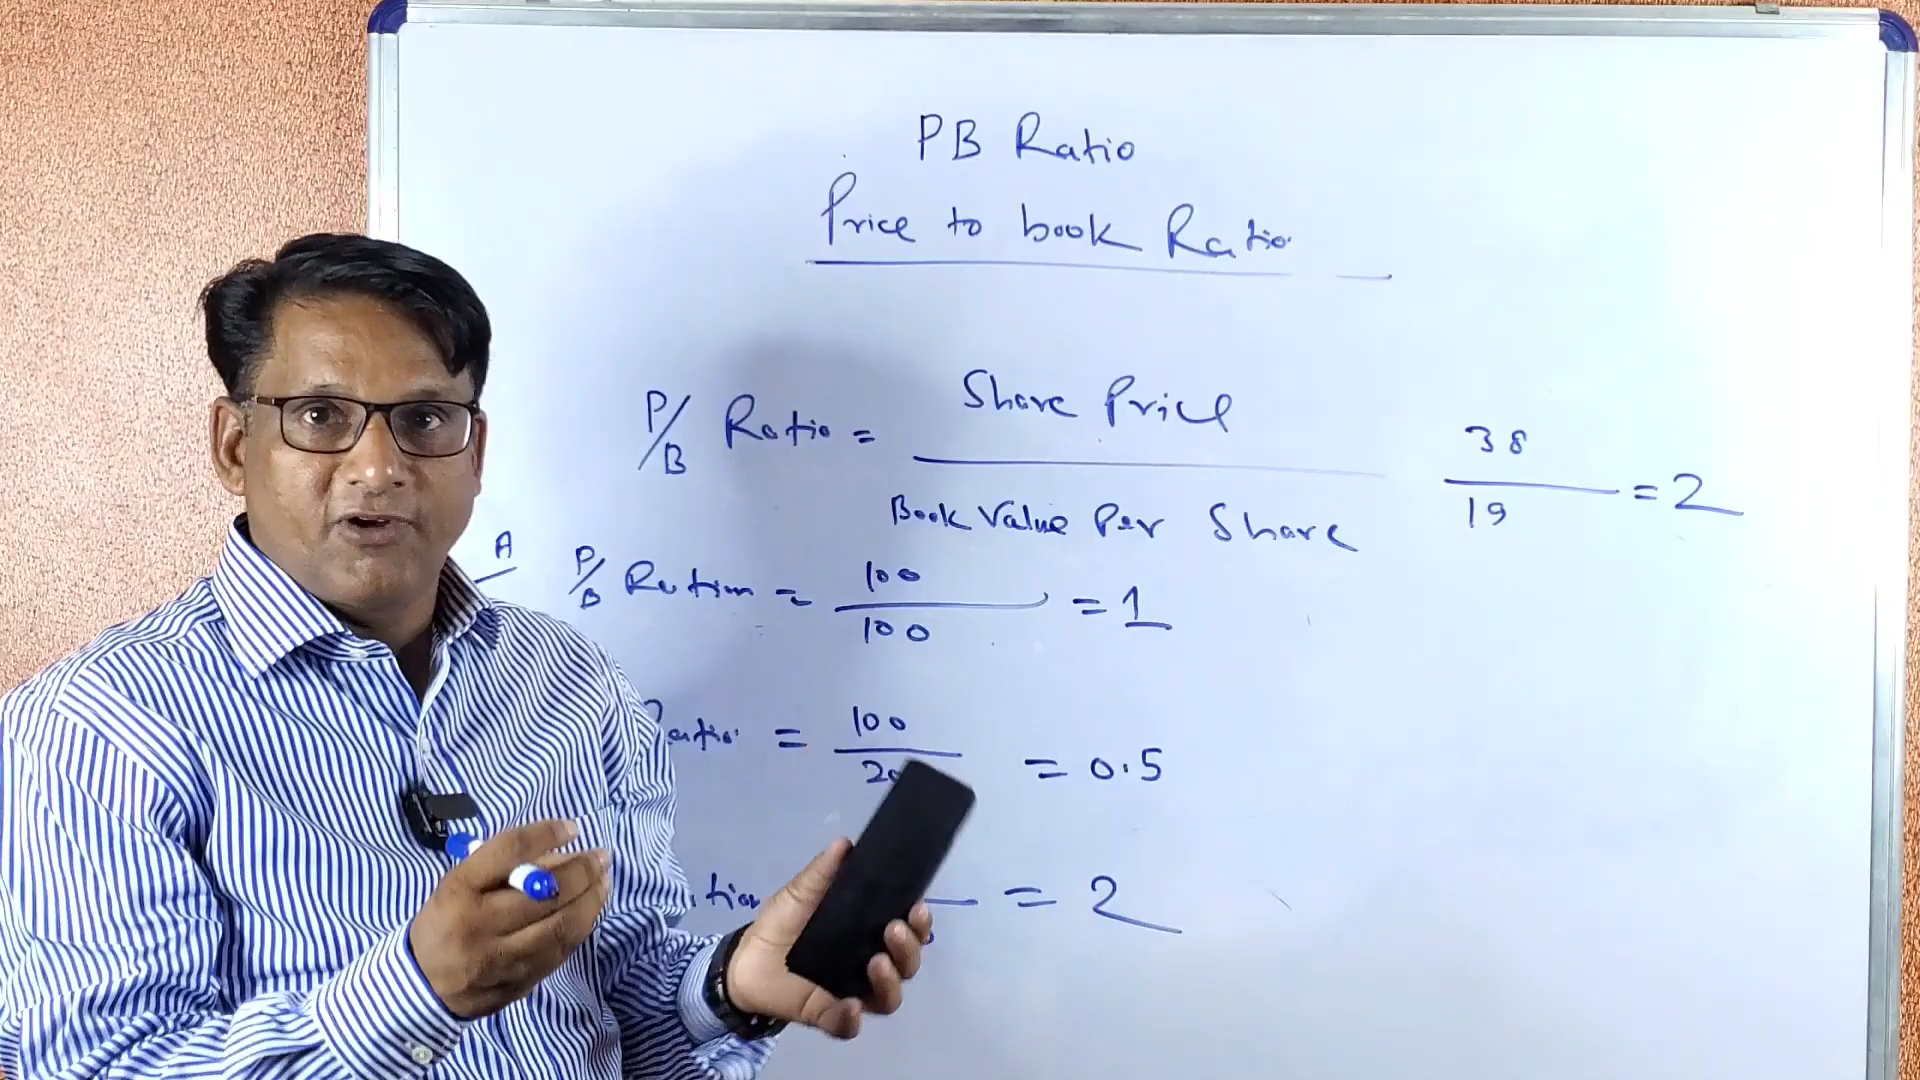 PB Ratio
Price to book Ratio
P/B Ratio = Share Price
Book Value Per Share
38
19
= 2
A
P/B Ration = 100
100
= 1
Ratio = 100
= 0.5
= 2